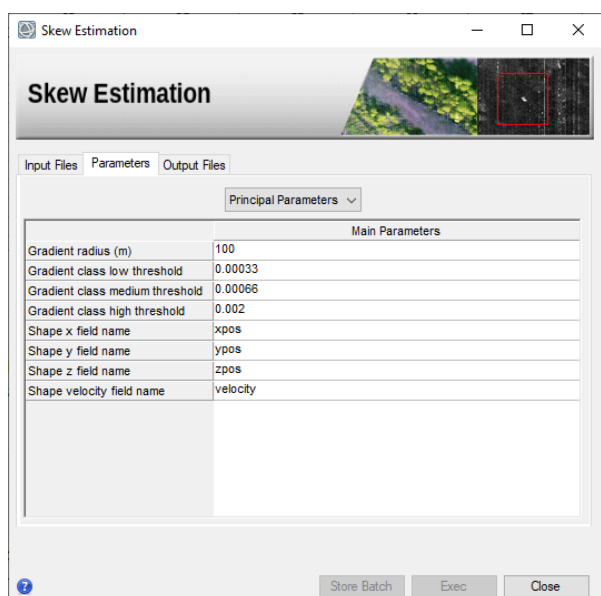 Skew Estimation
Skew Estimation
Input Files Parameters Output Files
Principal Parameters
Main Parameters
Gradient radius (m) 100
Gradient class low threshold 0.00033
Gradient class medium threshold 0.00066
Gradient class high threshold 0.002
Shape x field name xpos
Shape y field name ypos
Shape z field name zpos
Shape velocity field name velocity
? Store Batch Exec Close